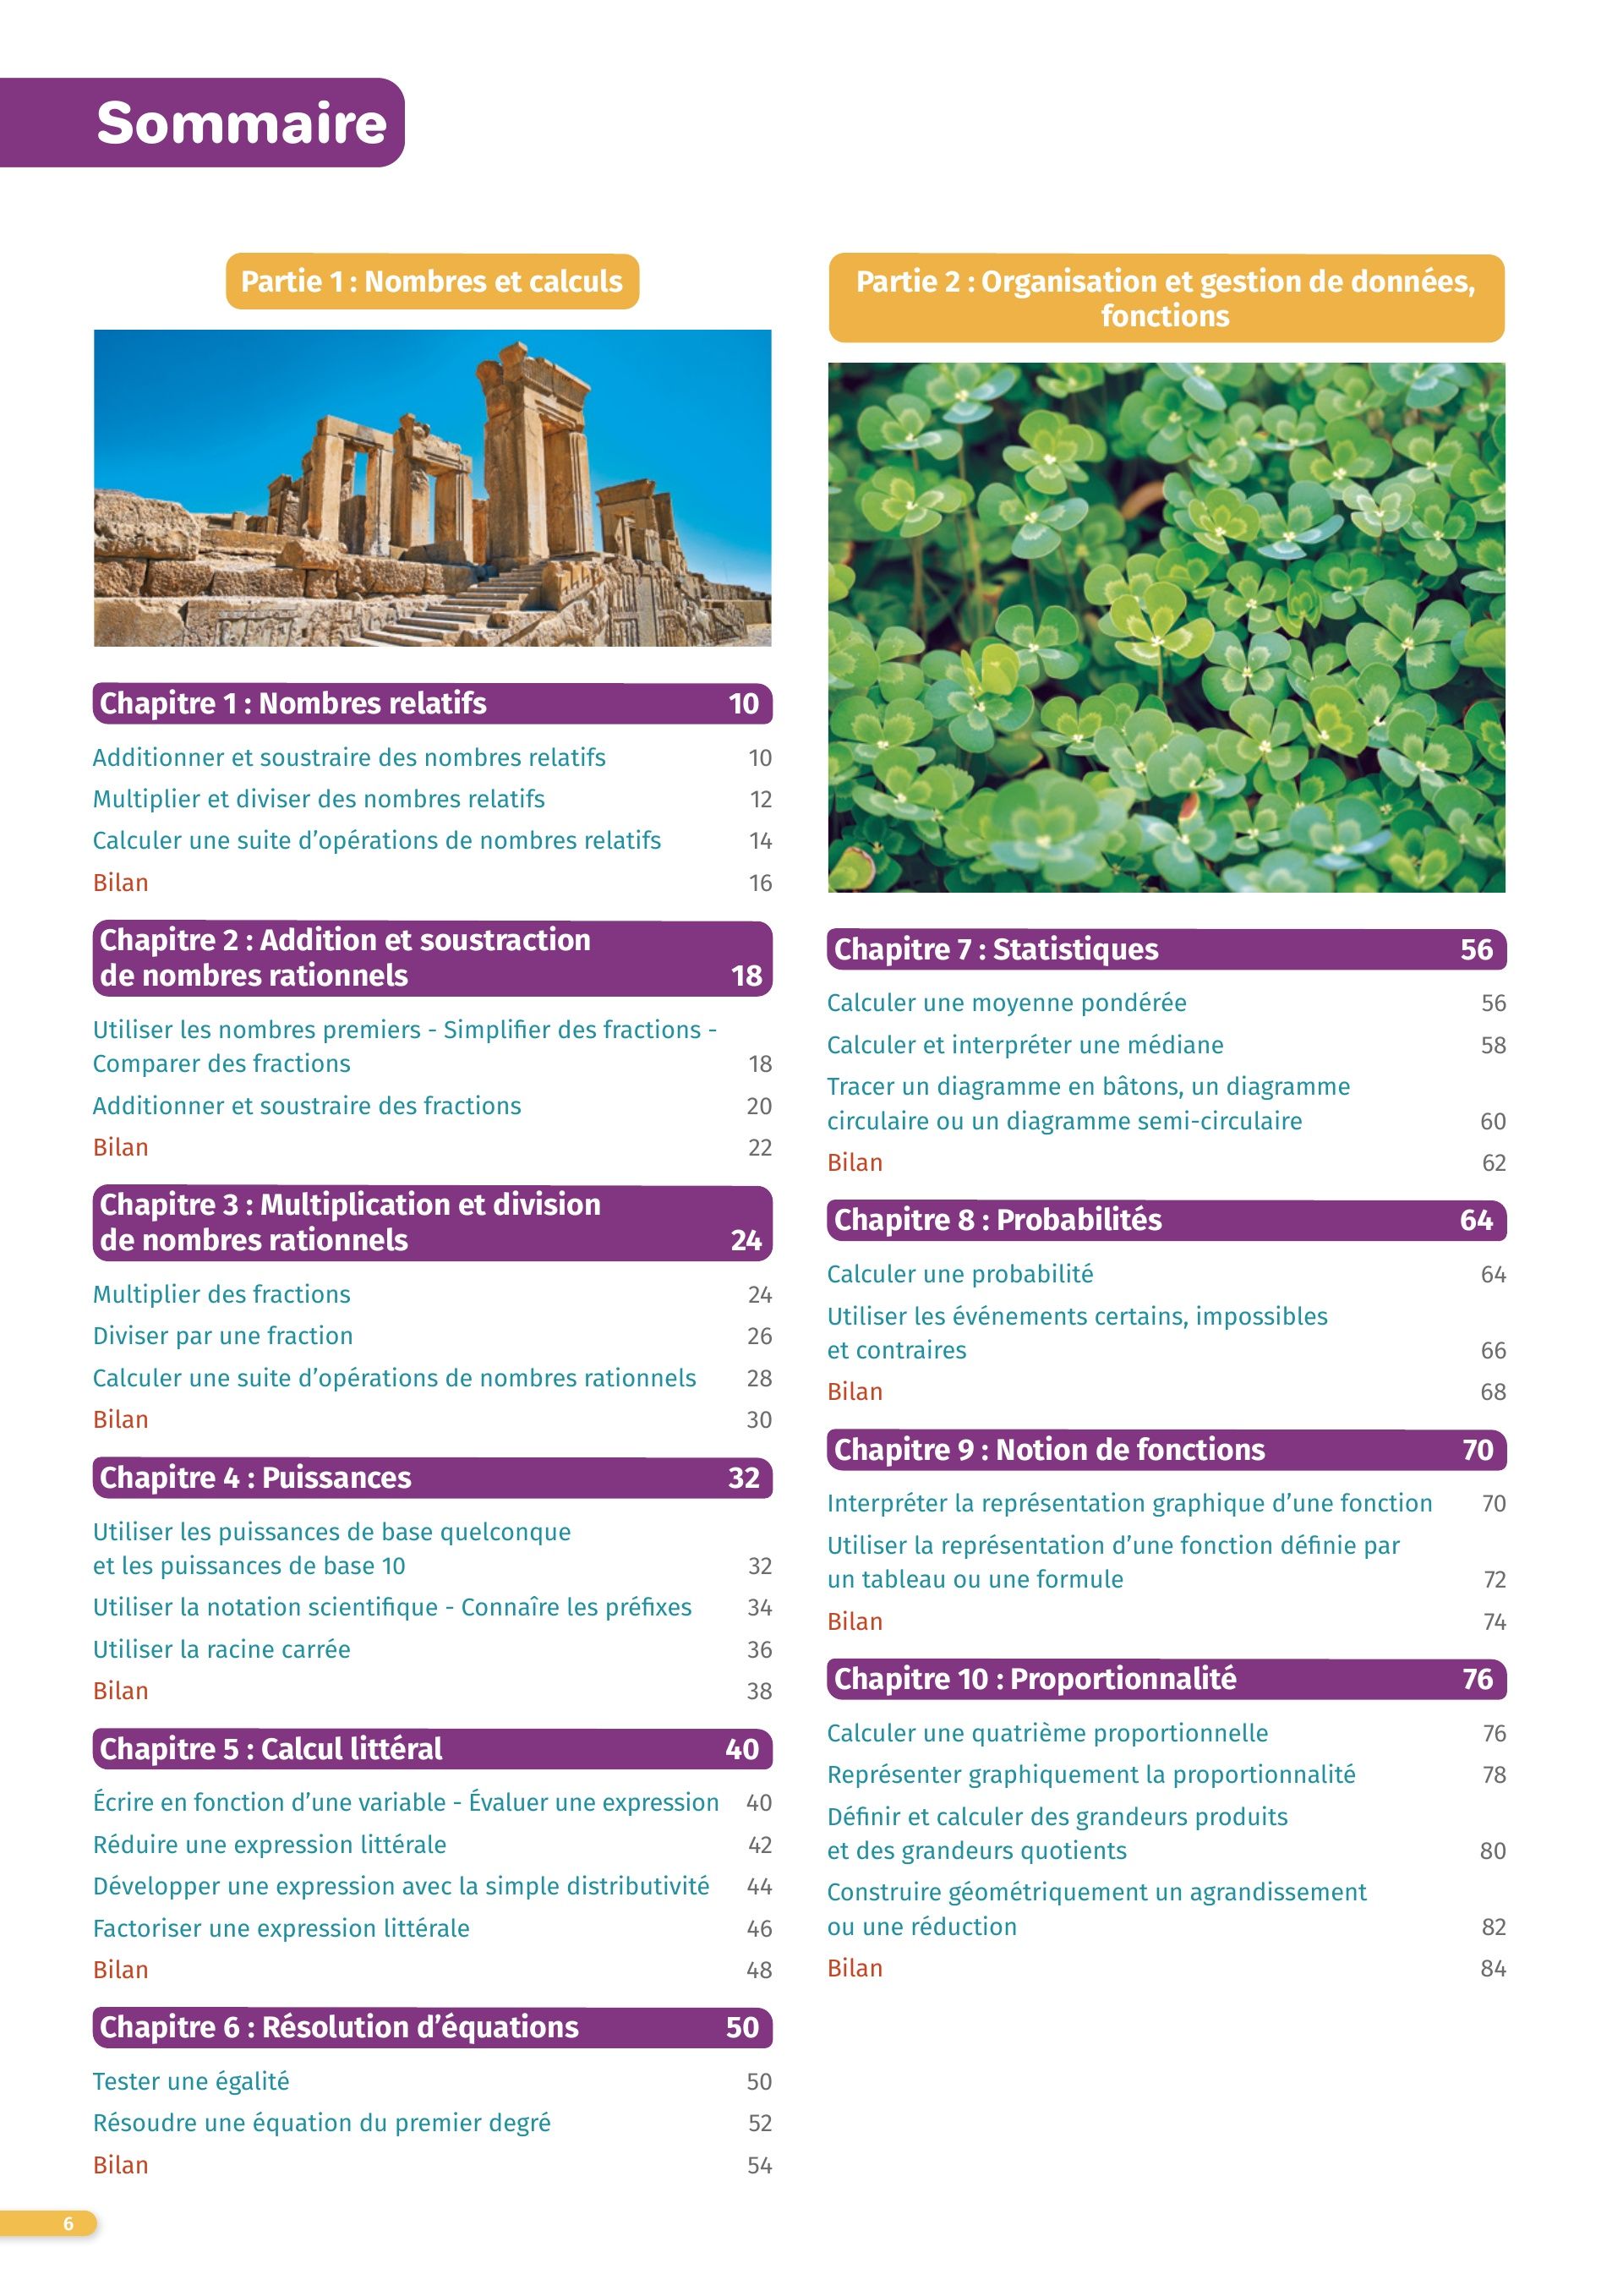 Sommaire
Partie 1 : Nombres et calculs
Chapitre 1 : Nombres relatifs 10
Additionner et soustraire des nombres relatifs 10
Multiplier et diviser des nombres relatifs 12
Calculer une suite d’opérations de nombres relatifs 14
Bilan 16
Chapitre 2 : Addition et soustraction
de nombres rationnels 18
Utiliser les nombres premiers - Simplifier des fractions -
Comparer des fractions 18
Additionner et soustraire des fractions 20
Bilan 22
Chapitre 3 : Multiplication et division
de nombres rationnels 24
Multiplier des fractions 24
Diviser par une fraction 26
Calculer une suite d’opérations de nombres rationnels 28
Bilan 30
Chapitre 4 : Puissances 32
Utiliser les puissances de base quelconque
et les puissances de base 10 32
Utiliser la notation scientifique - Connaîre les préfixes 34
Utiliser la racine carrée 36
Bilan 38
Chapitre 5 : Calcul littéral 40
Écrire en fonction d’une variable - Évaluer une expression 40
Réduire une expression littérale 42
Développer une expression avec la simple distributivité 44
Factoriser une expression littérale 46
Bilan 48
Chapitre 6 : Résolution d’équations 50
Tester une égalité 50
Résoudre une équation du premier degré 52
Bilan 54
Partie 2 : Organisation et gestion de données,
fonctions
Chapitre 7 : Statistiques 56
Calculer une moyenne pondérée 56
Calculer et interpréter une médiane 58
Tracer un diagramme en bâtons, un diagramme
circulaire ou un diagramme semi-circulaire 60
Bilan 62
Chapitre 8 : Probabilités 64
Calculer une probabilité 64
Utiliser les événements certains, impossibles
et contraires 66
Bilan 68
Chapitre 9 : Notion de fonctions 70
Interpréter la représentation graphique d’une fonction 70
Utiliser la représentation d’une fonction définie par
un tableau ou une formule 72
Bilan 74
Chapitre 10 : Proportionnalité 76
Calculer une quatrième proportionnelle 76
Représenter graphiquement la proportionnalité 78
Définir et calculer des grandeurs produits
et des grandeurs quotients 80
Construire géométriquement un agrandissement
ou une réduction 82
Bilan 84
6